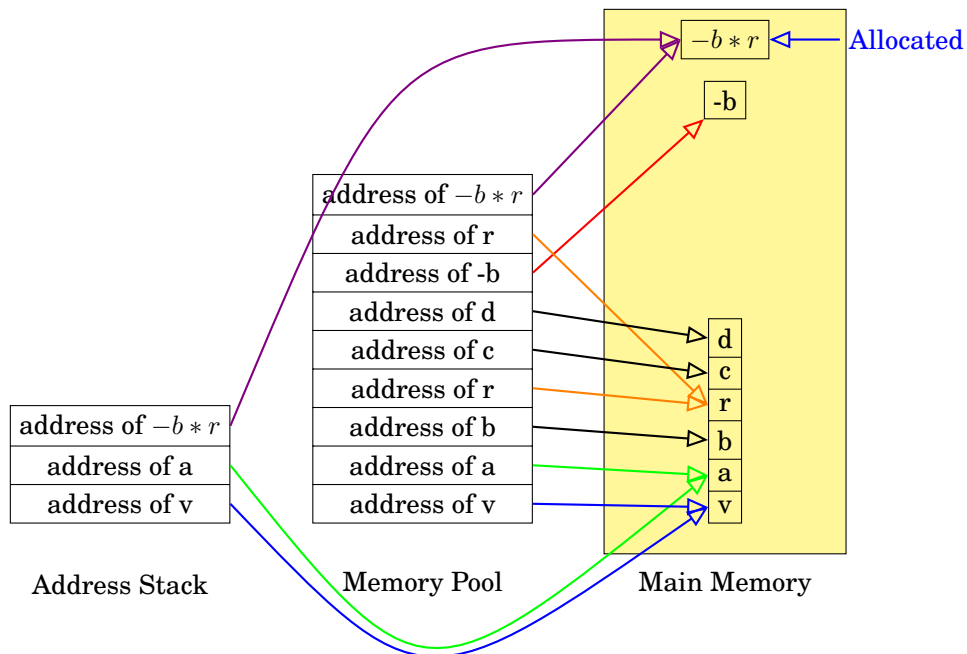 −b ∗ r
Allocated
-b
address of −b ∗ r
address of r
address of -b
address of d
address of c
address of r
address of b
address of a
address of v
d
c
r
b
a
v
address of −b ∗ r
address of a
address of v
Address Stack
Memory Pool
Main Memory